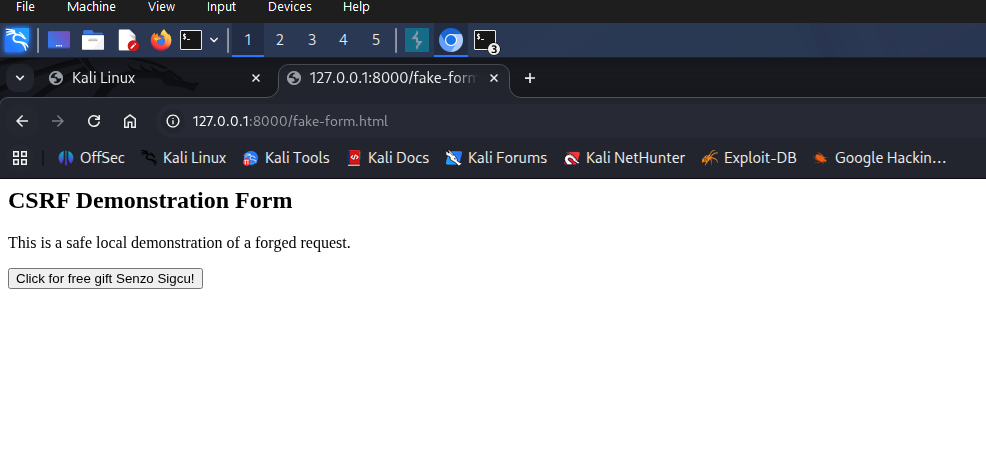 File Machine View Input Devices Help
1 2 3 4 5 3
Kali Linux 127.0.0.1:8000/fake-form
127.0.0.1:8000/fake-form.html
OffSec Kali Linux Kali Tools Kali Docs Kali Forums Kali NetHunter Exploit-DB Google Hackin...
CSRF Demonstration Form
This is a safe local demonstration of a forged request.
Click for free gift Senzo Sigcu!